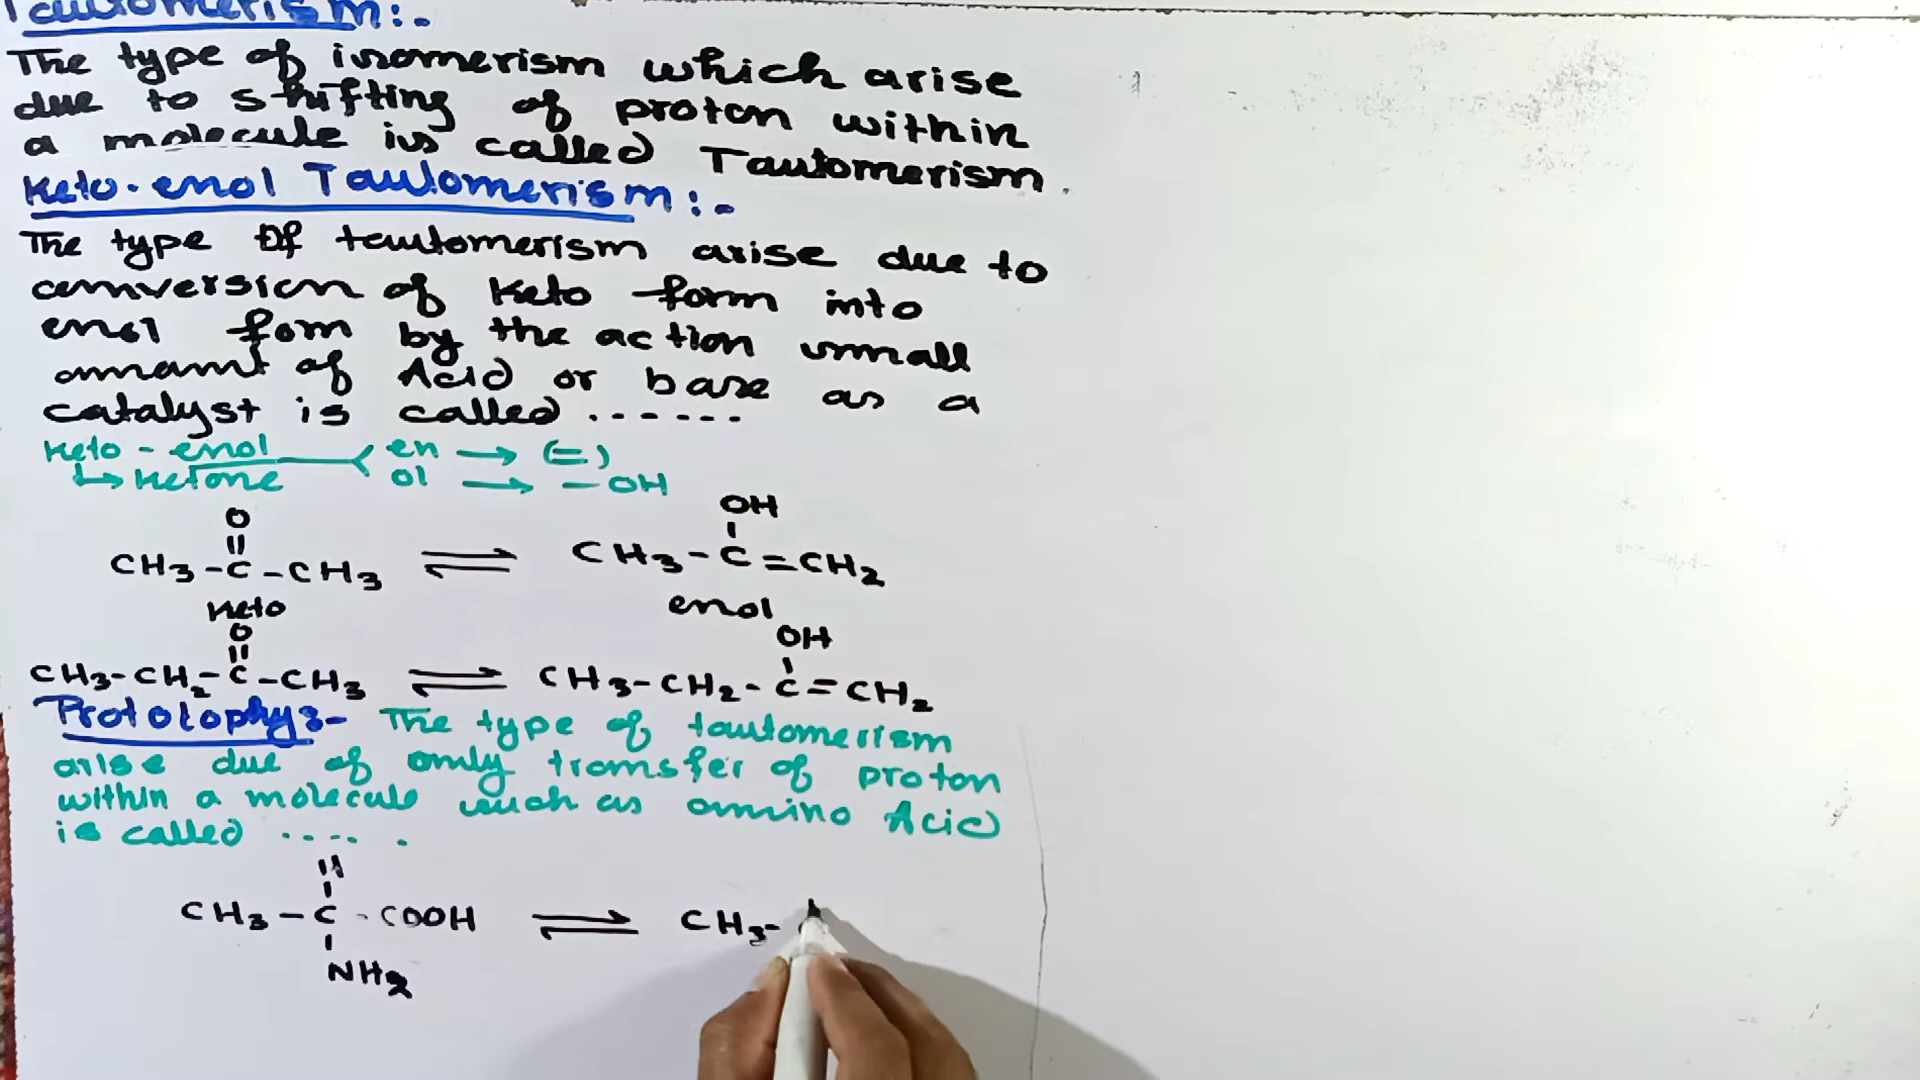 Tautomerism:-
The type of isomerism which arise
due to shifting of proton within
a molecule is called Tautomerism.
Keto-enol Tautomerism:-
The type Of tautomerism arise due to
conversion of Keto form into
enol form by the action small
amamt of Acid or base as a
catalyst is called ......
Keto - enol < en → (=)
↳ Ketone ol → -OH
O OH
|| |
CH3-C-CH3 ⇌ CH3-C=CH2
Keto enol
O OH
|| |
CH3-CH2-C-CH3 ⇌ CH3-CH2-C=CH2
Prototophy:- The type of tautomerism
arise due of only transfer of proton
within a molecule such as amino Acid
is called .....
H
|
CH3-C-COOH ⇌ CH3-
|
NH2